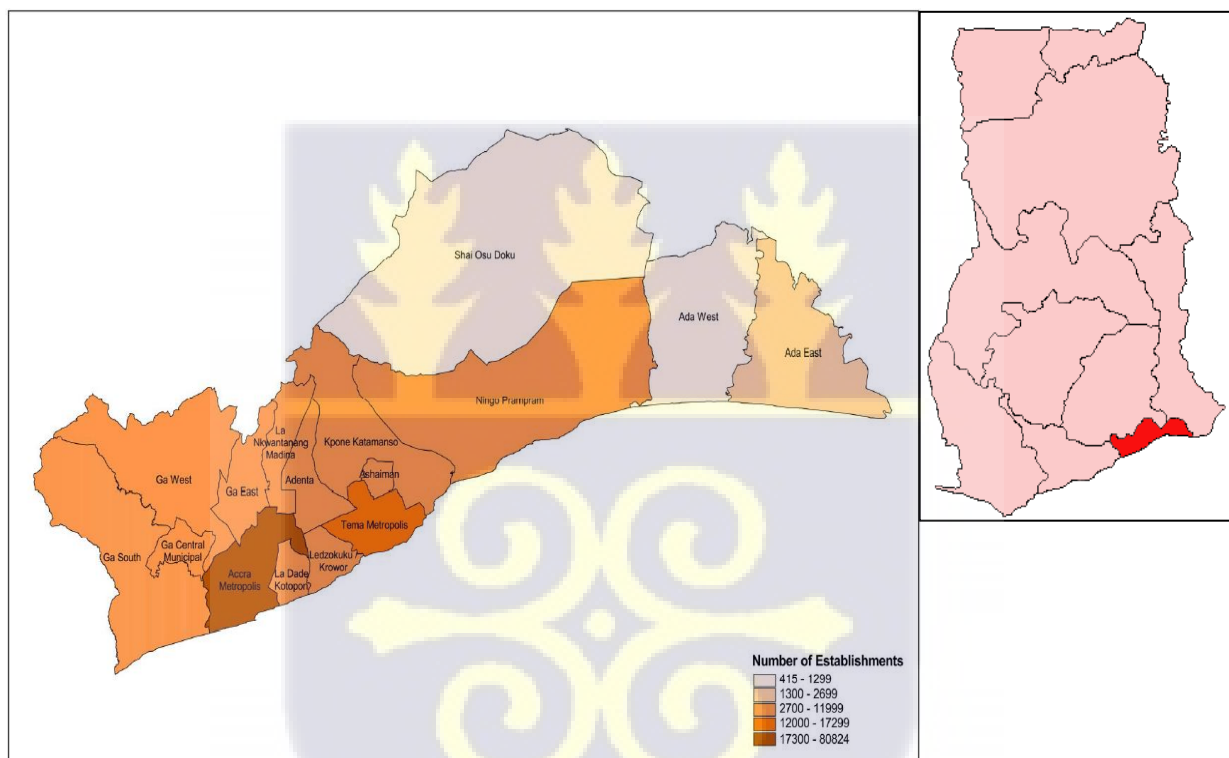 Shai Osu Doku
Ada West
Ada East
Ningo Prampram
La
Nkwantanang
Madina
Kpone Katamanso
Ashaiman
Adenta
Ga West
Ga East
Tema Metropolis
Ga Central
Municipal
Ga South
Ledzokuku /
Krowor
Accra
Metropolis
La Dade
Kotopon?
Number of Establishments
415 - 1299
1300 - 2699
2700 - 11999
12000 - 17299
17300 - 80824